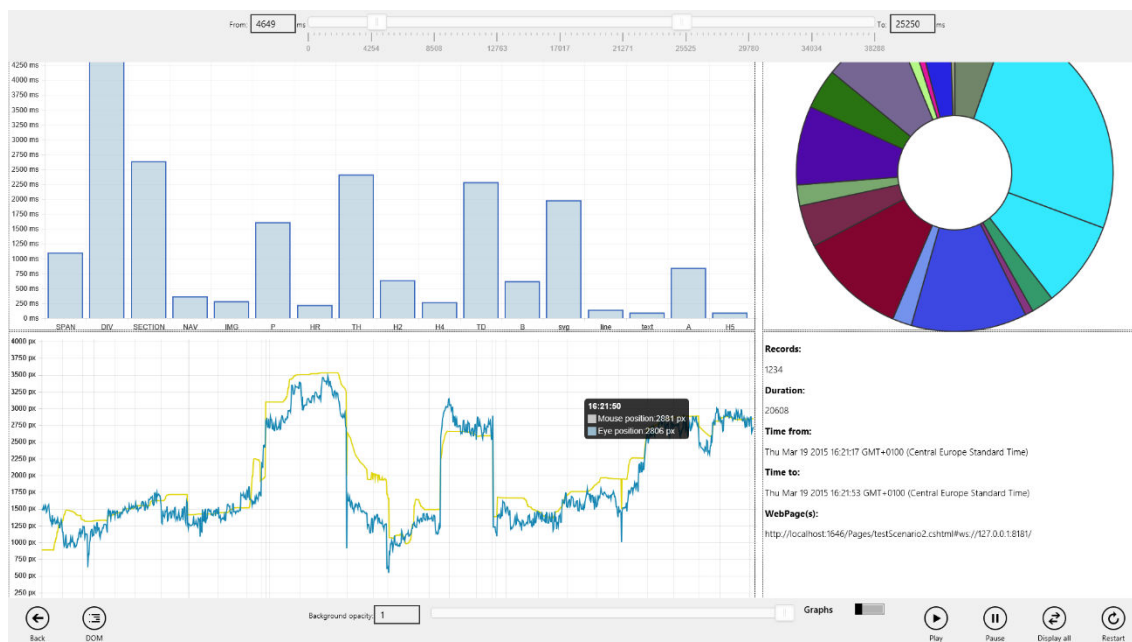 From: 4649 ms
To: 25250 ms
0 4254 8508 12763 17017 21271 25525 29780 34034 38288
4250 ms
4000 ms
3750 ms
3500 ms
3250 ms
3000 ms
2750 ms
2500 ms
2250 ms
2000 ms
1750 ms
1500 ms
1250 ms
1000 ms
750 ms
500 ms
250 ms
0 ms
SPAN DIV SECTION NAV IMG P HR TH H2 H4 TD B svg line text A H5
4000 px
3750 px
3500 px
3250 px
3000 px
2750 px
2500 px
2250 px
2000 px
1750 px
1500 px
1250 px
1000 px
750 px
500 px
250 px
16:21:50
Mouse position:2881 px
Eye position:2806 px
Records:
1234
Duration:
20608
Time from:
Thu Mar 19 2015 16:21:17 GMT+0100 (Central Europe Standard Time)
Time to:
Thu Mar 19 2015 16:21:53 GMT+0100 (Central Europe Standard Time)
WebPage(s):
http://localhost:1646/Pages/testScenario2.cshtml#ws://127.0.0.1:8181/
Background opacity: 1
Graphs
Back
DOM
Play
Pause
Display all
Restart